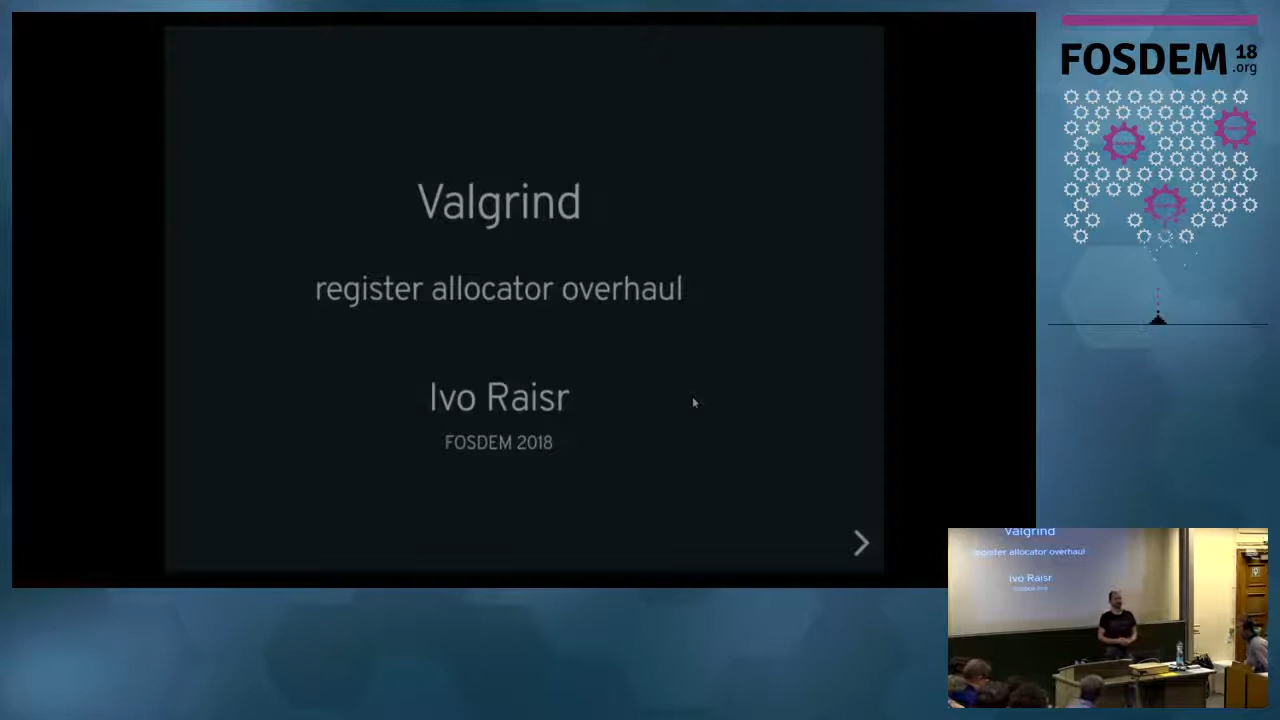 Valgrind
register allocator overhaul
Ivo Raisr
FOSDEM 2018
FOSDEM 18
.org
Valgrind
register allocator overhaul
Ivo Raisr